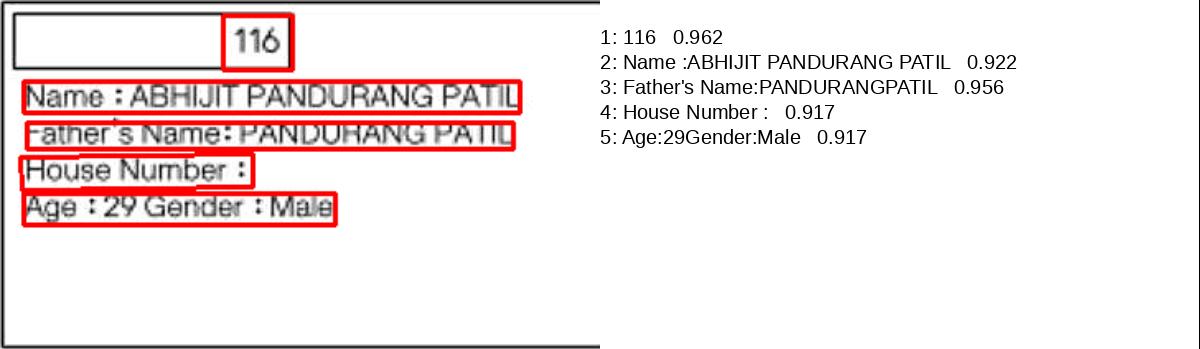 116
Name : ABHIJIT PANDURANG PATIL
Father's Name: PANDURANG PATIL
House Number :
Age : 29 Gender : Male
1: 116 0.962
2: Name :ABHIJIT PANDURANG PATIL 0.922
3: Father's Name:PANDURANGPATIL 0.956
4: House Number : 0.917
5: Age:29Gender:Male 0.917